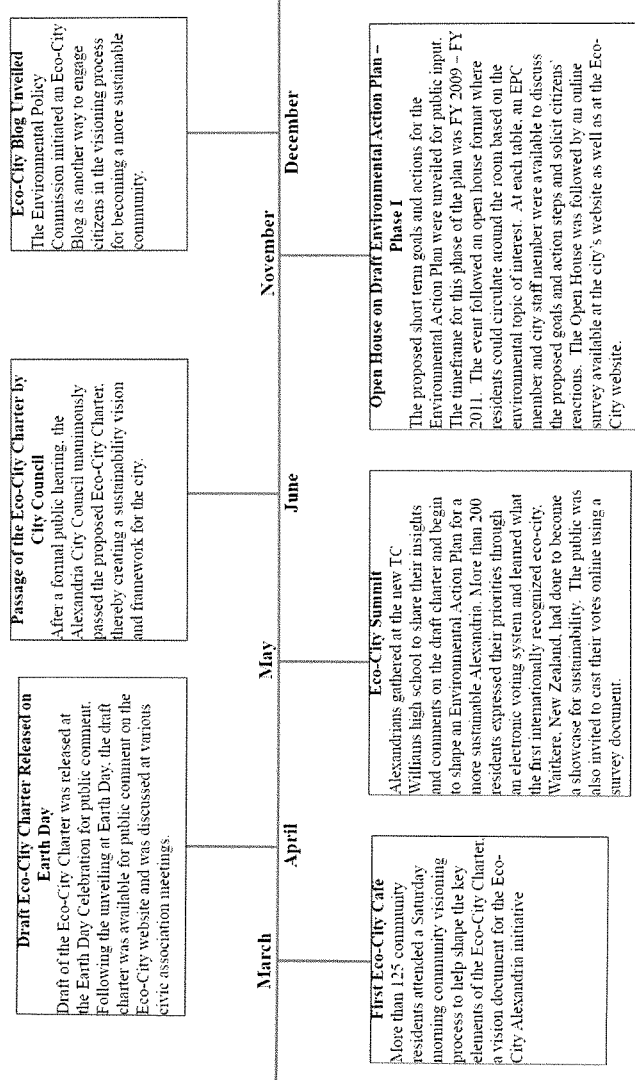 Draft Eco-City Charter Released on
Earth Day
Draft of the Eco-City Charter was released at
the Earth Day Celebration for public comment.
Following the unveiling at Earth Day, the draft
charter was available for public comment on the
Eco-City website and was discussed at various
civic association meetings.
Passage of the Eco-City Charter by
City Council
After a formal public hearing, the
Alexandria City Council unanimously
passed the proposed Eco-City Charter,
thereby creating a sustainability vision
and framework for the city.
Eco-City Blog Unveiled
The Environmental Policy
Commission initiated an Eco-City
Blog as another way to engage
citizens in the visioning process
for becoming a more sustainable
community.
March
April
May
June
November
December
First Eco-City Cafe
More than 125 community
residents attended a Saturday
morning community visioning
process to help shape the key
elements of the Eco-City Charter,
a vision document for the Eco-
City Alexandria initiative
Eco-City Summit
Alexandrians gathered at the new TC
Williams high school to share their insights
and comments on the draft charter and begin
to shape an Environmental Action Plan for a
more sustainable Alexandria. More than 200
residents expressed their priorities through
an electronic voting system and learned what
the first internationally recognized eco-city,
Waitkere, New Zealand, had done to become
a showcase for sustainability. The public was
also invited to cast their votes online using a
survey document.
Open House on Draft Environmental Action Plan –
Phase I
The proposed short term goals and actions for the
Environmental Action Plan were unveiled for public input.
The timeframe for this phase of the plan was FY 2009 – FY
2011. The event followed an open house format where
residents could circulate around the room based on the
environmental topic of interest. At each table, an EPC
member and city staff member were available to discuss
the proposed goals and action steps and solicit citizens'
reactions. The Open House was followed by an online
survey available at the city's website as well as at the Eco-
City website.